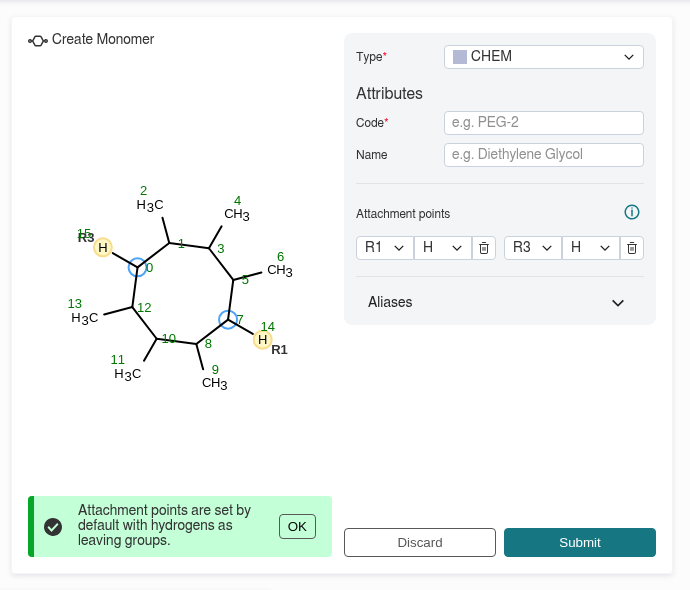 Create Monomer
Type*
CHEM
Attributes
Code*
e.g. PEG-2
Name
e.g. Diethylene Glycol
Attachment points
R1
H
R3
H
Aliases
2
H3C
4
CH3
15
R3
H
1
3
6
CH3
0
5
13
H3C
12
7
14
H
R1
10
8
11
H3C
9
CH3
Attachment points are set by
default with hydrogens as
leaving groups.
OK
Discard
Submit